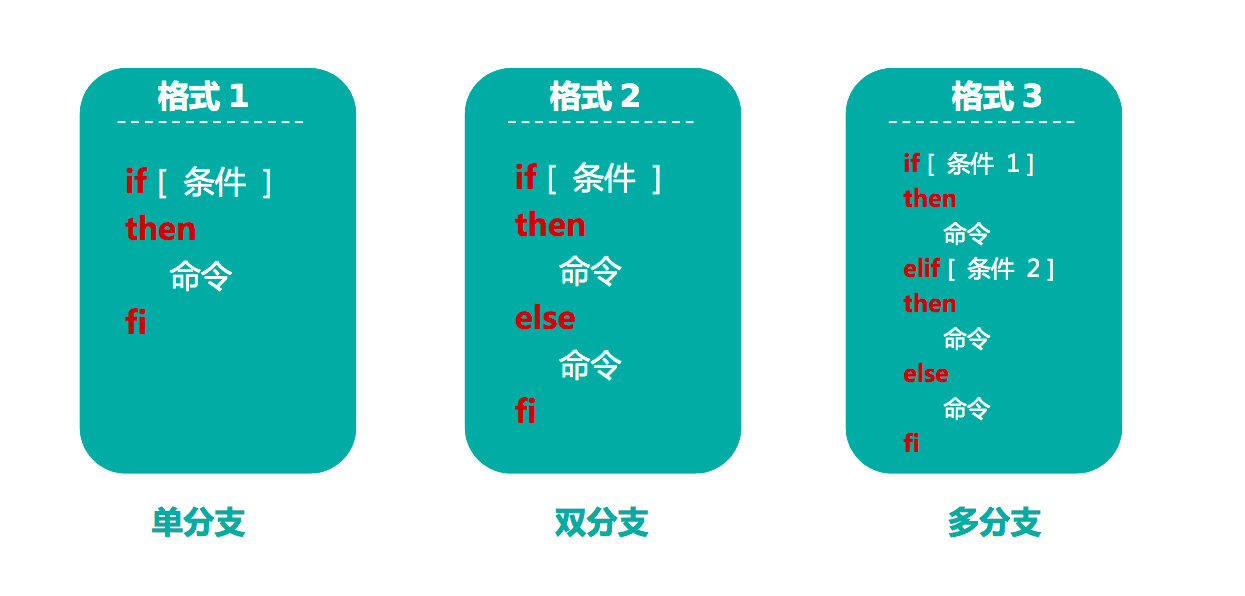 格式 1
if [ 条件 ]
then
命令
fi
单分支
格式 2
if [ 条件 ]
then
命令
else
命令
fi
双分支
格式 3
if [ 条件 1 ]
then
命令
elif [ 条件 2 ]
then
命令
else
命令
fi
多分支